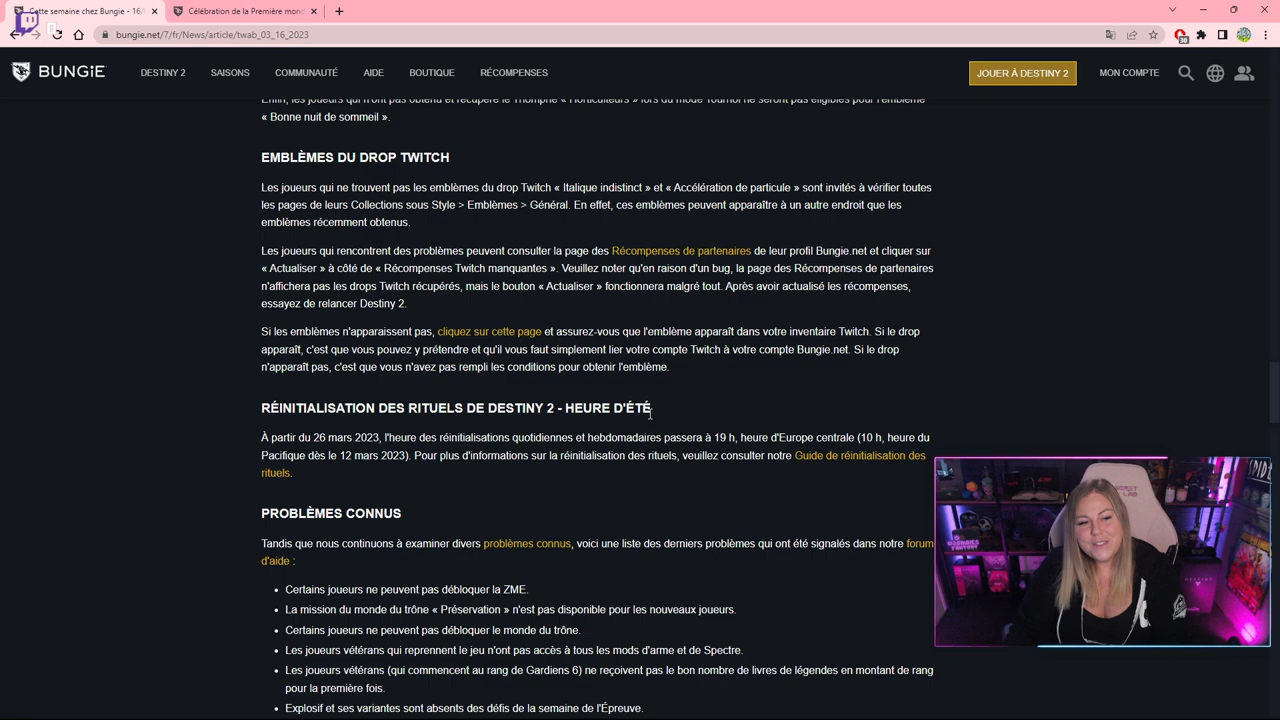 Cette semaine chez Bungie - 16/
Célébration de la Première mond
bungie.net/7/fr/News/article/twab_03_16_2023
BUNGiE
DESTINY 2
SAISONS
COMMUNAUTÉ
AIDE
BOUTIQUE
RÉCOMPENSES
JOUER À DESTINY 2
MON COMPTE
Enfin, les joueurs qui n'ont pas obtenu et récupéré le Triomphe « Horticulteurs » lors du mode Tournoi ne seront pas éligibles pour l'emblème
« Bonne nuit de sommeil ».
EMBLÈMES DU DROP TWITCH
Les joueurs qui ne trouvent pas les emblèmes du drop Twitch « Italique indistinct » et « Accélération de particule » sont invités à vérifier toutes
les pages de leurs Collections sous Style > Emblèmes > Général. En effet, ces emblèmes peuvent apparaître à un autre endroit que les
emblèmes récemment obtenus.
Les joueurs qui rencontrent des problèmes peuvent consulter la page des Récompenses de partenaires de leur profil Bungie.net et cliquer sur
« Actualiser » à côté de « Récompenses Twitch manquantes ». Veuillez noter qu'en raison d'un bug, la page des Récompenses de partenaires
n'affichera pas les drops Twitch récupérés, mais le bouton « Actualiser » fonctionnera malgré tout. Après avoir actualisé les récompenses,
essayez de relancer Destiny 2.
Si les emblèmes n'apparaissent pas, cliquez sur cette page et assurez-vous que l'emblème apparaît dans votre inventaire Twitch. Si le drop
apparaît, c'est que vous pouvez y prétendre et qu'il vous faut simplement lier votre compte Twitch à votre compte Bungie.net. Si le drop
n'apparaît pas, c'est que vous n'avez pas rempli les conditions pour obtenir l'emblème.
RÉINITIALISATION DES RITUELS DE DESTINY 2 - HEURE D'ÉTÉ
À partir du 26 mars 2023, l'heure des réinitialisations quotidiennes et hebdomadaires passera à 19 h, heure d'Europe centrale (10 h, heure du
Pacifique dès le 12 mars 2023). Pour plus d'informations sur la réinitialisation des rituels, veuillez consulter notre Guide de réinitialisation des
rituels.
PROBLÈMES CONNUS
Tandis que nous continuons à examiner divers problèmes connus, voici une liste des derniers problèmes qui ont été signalés dans notre forum
d'aide :
• Certains joueurs ne peuvent pas débloquer la ZME.
• La mission du monde du trône « Préservation » n'est pas disponible pour les nouveaux joueurs.
• Certains joueurs ne peuvent pas débloquer le monde du trône.
• Les joueurs vétérans qui reprennent le jeu n'ont pas accès à tous les mods d'arme et de Spectre.
• Les joueurs vétérans (qui commencent au rang de Gardiens 6) ne reçoivent pas le bon nombre de livres de légendes en montant de rang
pour la première fois.
• Explosif et ses variantes sont absents des défis de la semaine de l'Épreuve.